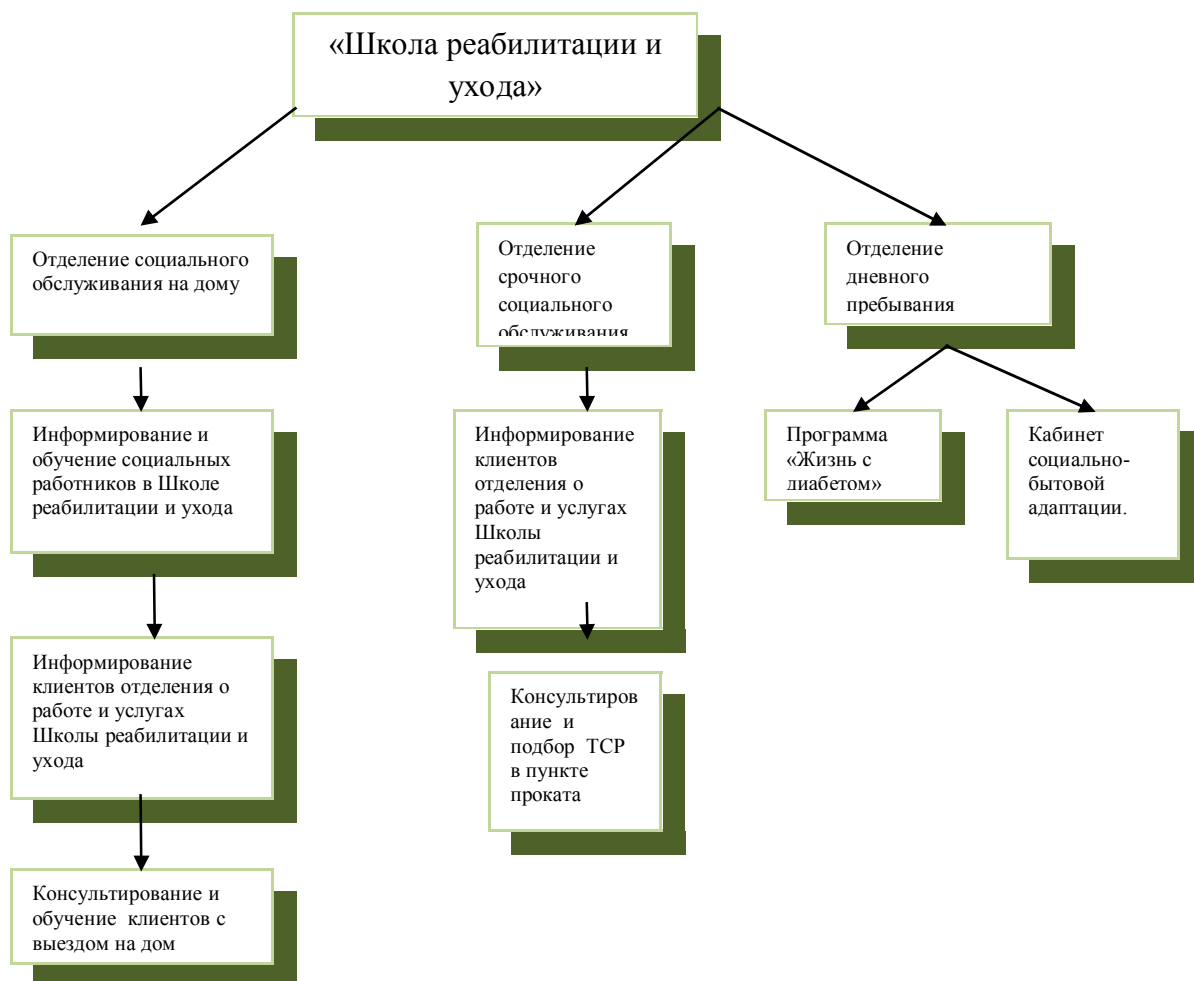 «Школа реабилитации и
ухода»
Отделение социального
обслуживания на дому
Информирование и
обучение социальных
работников в Школе
реабилитации и ухода
Информирование
клиентов отделения о
работе и услугах
Школы реабилитации и
ухода
Консультирование и
обучение  клиентов с
выездом на дом
Отделение
срочного
социального
обслуживания
Информирование
клиентов
отделения о
работе и услугах
Школы
реабилитации и
ухода
Консультиров
ание  и
подбор  ТСР
в пункте
проката
Отделение
дневного
пребывания
Программа
«Жизнь с
диабетом»
Кабинет
социально-
бытовой
адаптации.